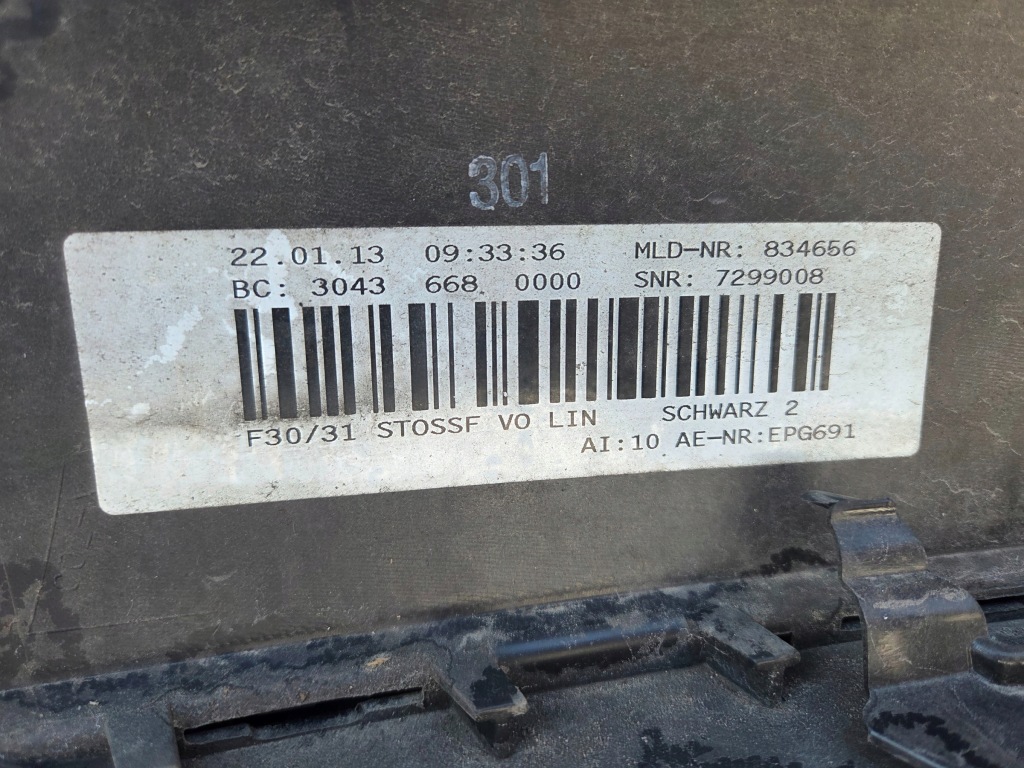 301
22.01.13 09:33:36 MLD-NR: 834656
BC: 3043 668 0000 SNR: 7299008
F30/31 STOSSF VO LIN SCHWARZ 2
AI:10 AE-NR:EPG691